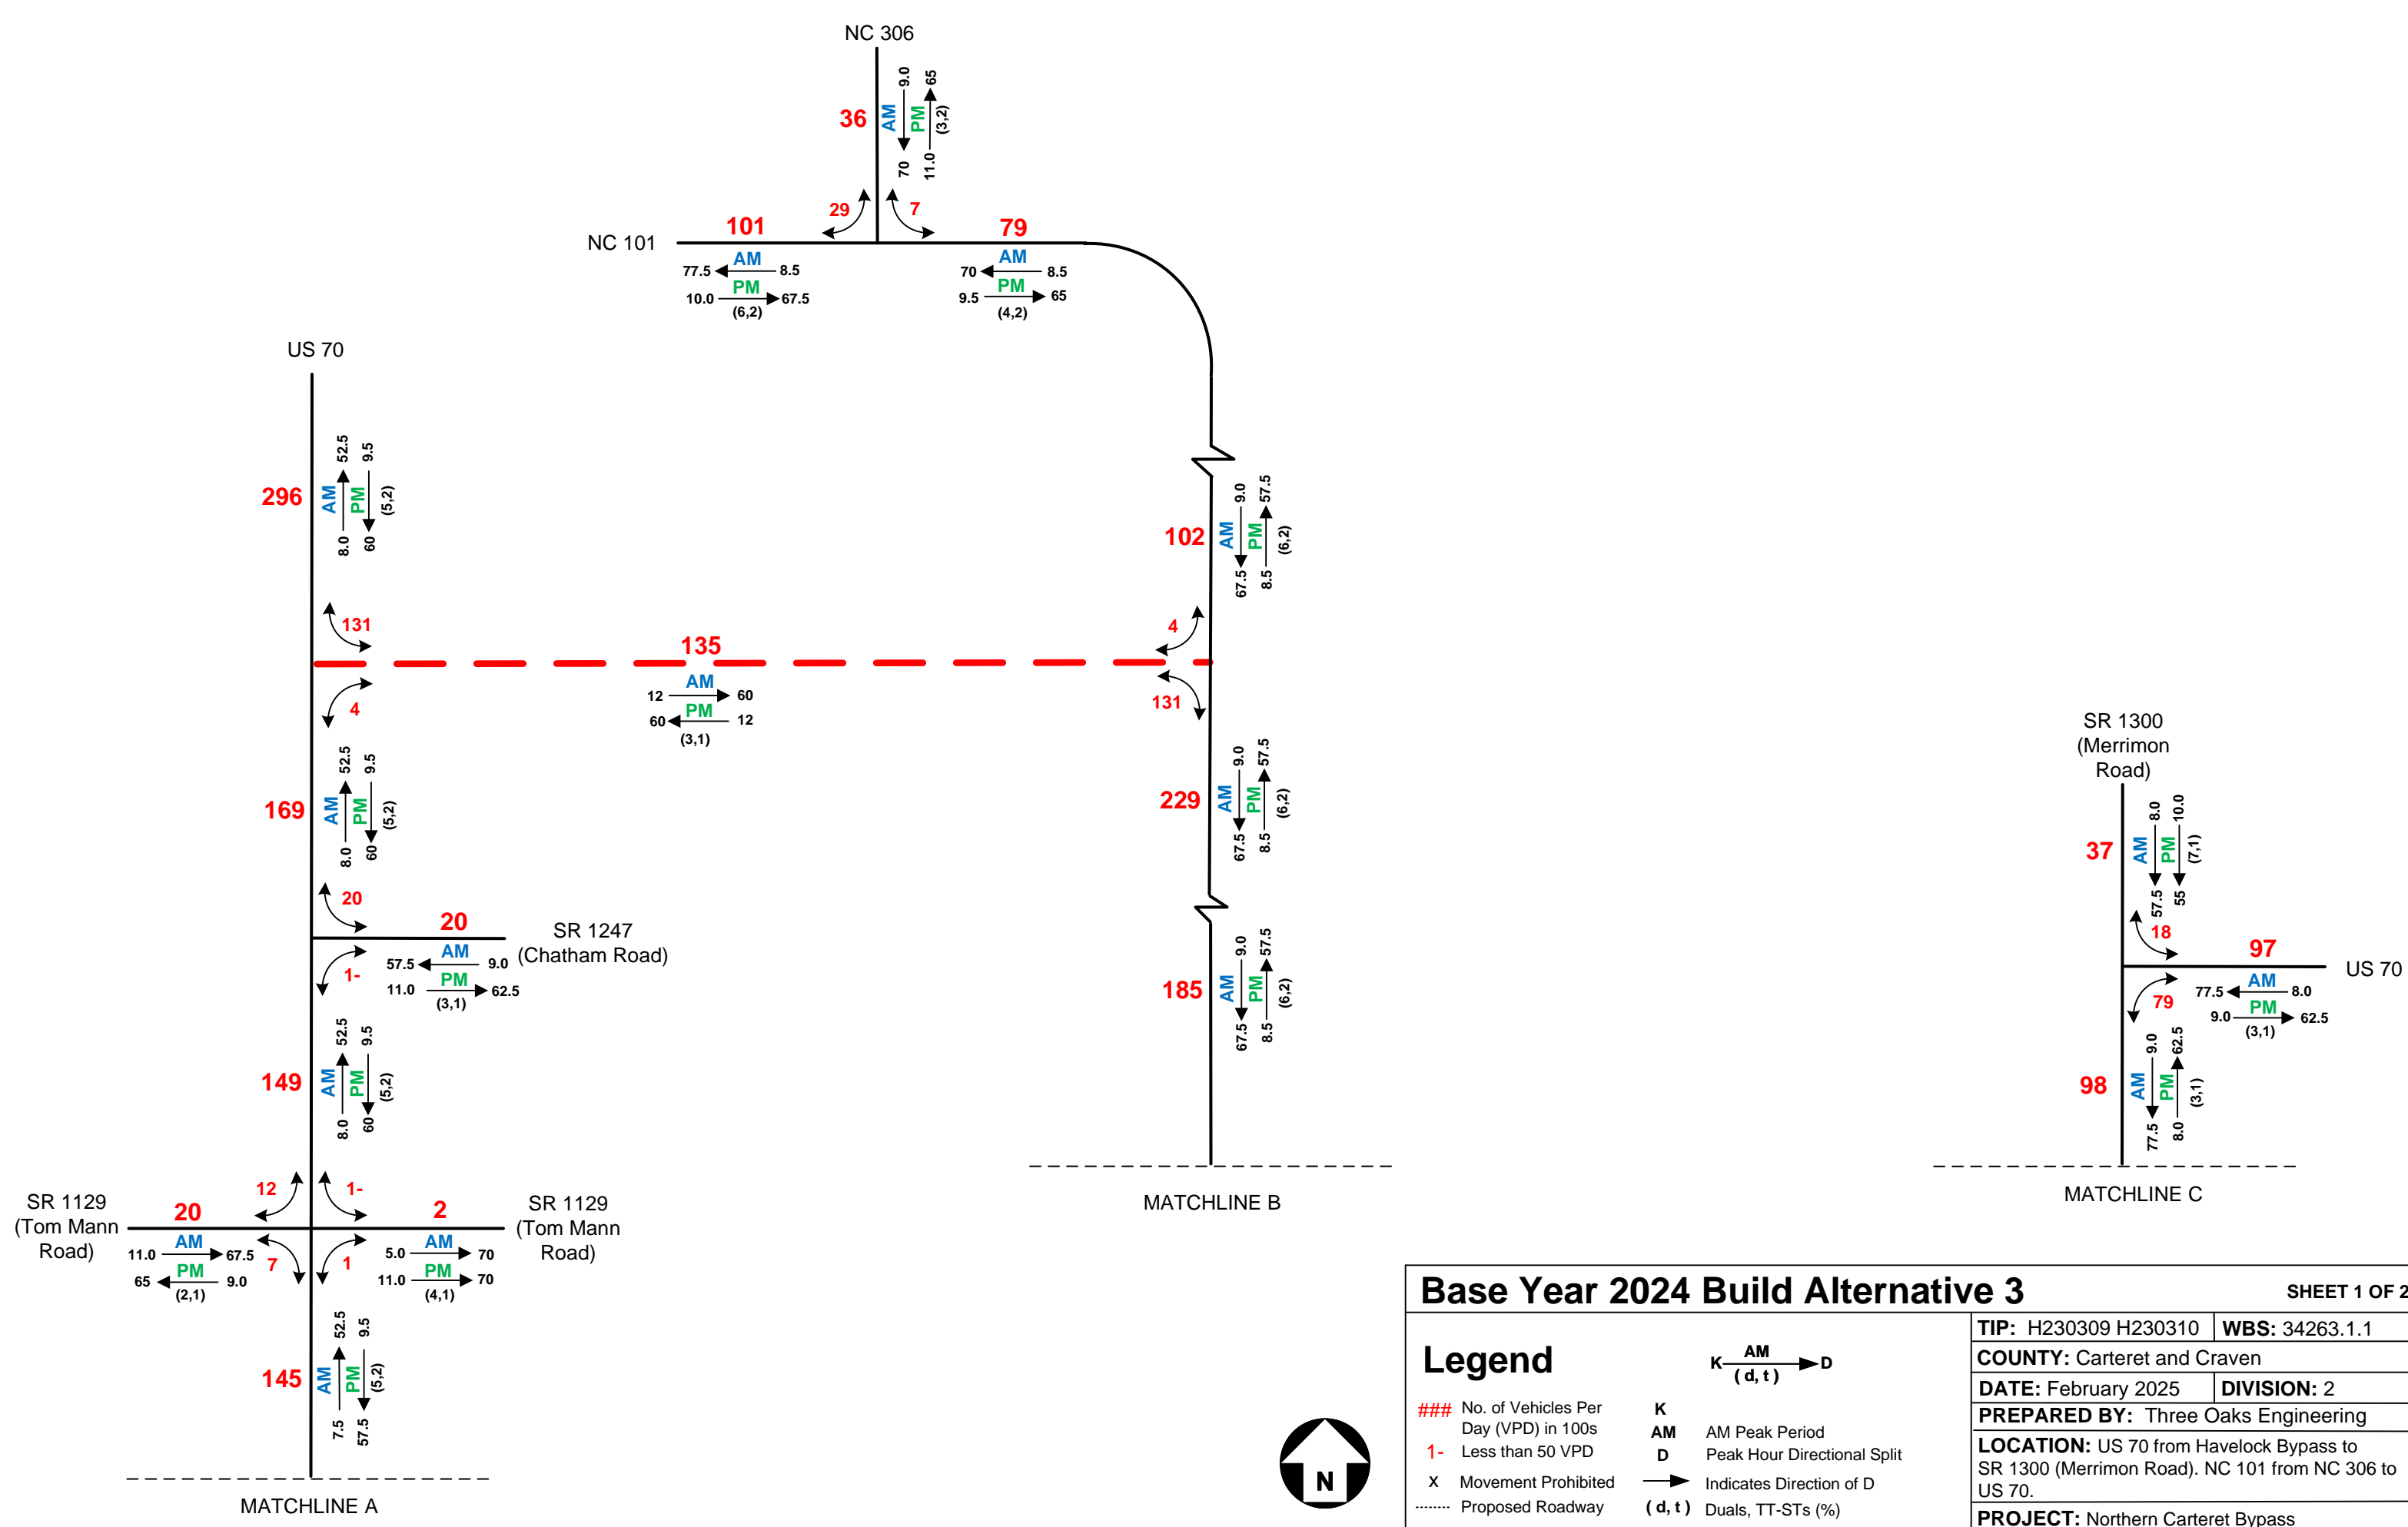 NC 306
36
AM
9.0
70
PM
65
11.0
(3,2)
29
7
NC 101
101
AM
77.5 8.5
PM
10.0 67.5
(6,2)
79
AM
70 8.5
PM
9.5 65
(4,2)
US 70
296
AM
52.5
8.0
PM
9.5
60
(5,2)
131
4
135
AM
12 60
PM
60 12
(3,1)
102
AM
9.0
67.5
PM
57.5
8.5
(6,2)
4
131
169
AM
52.5
8.0
PM
9.5
60
(5,2)
229
AM
9.0
67.5
PM
57.5
8.5
(6,2)
20
1-
20
AM
57.5 9.0
PM
11.0 62.5
(3,1)
SR 1247
(Chatham Road)
149
AM
52.5
8.0
PM
9.5
60
(5,2)
185
AM
9.0
67.5
PM
57.5
8.5
(6,2)
MATCHLINE B
12
1-
7
1
SR 1129
(Tom Mann
Road)
20
AM
11.0 67.5
PM
65 9.0
(2,1)
2
AM
5.0 70
PM
11.0 70
(4,1)
SR 1129
(Tom Mann
Road)
145
AM
52.5
7.5
PM
9.5
57.5
(5,2)
MATCHLINE A
SR 1300
(Merrimon
Road)
37
AM
8.0
57.5
PM
10.0
55
(7,1)
18
79
97
AM
77.5 8.0
PM
9.0 62.5
(3,1)
US 70
98
AM
9.0
77.5
PM
62.5
8.0
(3,1)
MATCHLINE C
N
Base Year 2024 Build Alternative 3 SHEET 1 OF 2
Legend
K AM D
(d, t)
### No. of Vehicles Per
Day (VPD) in 100s
1- Less than 50 VPD
X Movement Prohibited
------- Proposed Roadway
K
AM AM Peak Period
D Peak Hour Directional Split
Indicates Direction of D
(d, t) Duals, TT-STs (%)
TIP: H230309 H230310 WBS: 34263.1.1
COUNTY: Carteret and Craven
DATE: February 2025 DIVISION: 2
PREPARED BY: Three Oaks Engineering
LOCATION: US 70 from Havelock Bypass to
SR 1300 (Merrimon Road). NC 101 from NC 306 to
US 70.
PROJECT: Northern Carteret Bypass